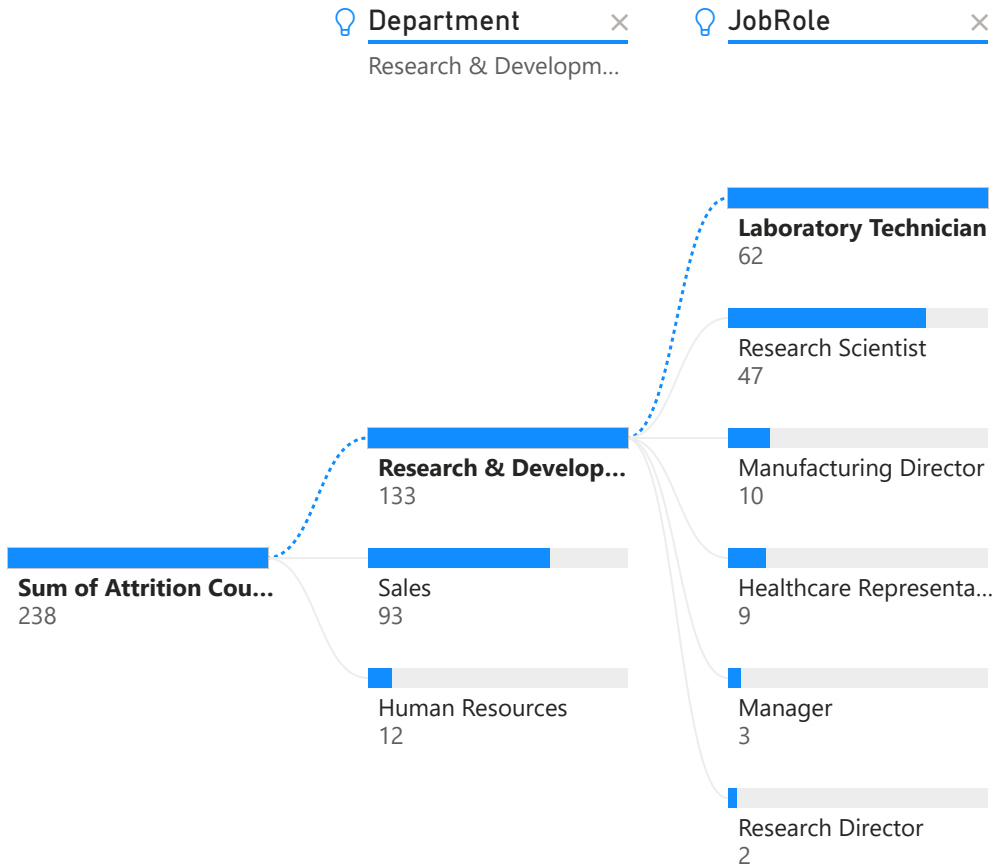 Department
Research & Developm...
JobRole
Laboratory Technician
62
Research Scientist
47
Research & Develop...
133
Manufacturing Director
10
Sum of Attrition Cou...
238
Sales
93
Healthcare Representa...
9
Human Resources
12
Manager
3
Research Director
2